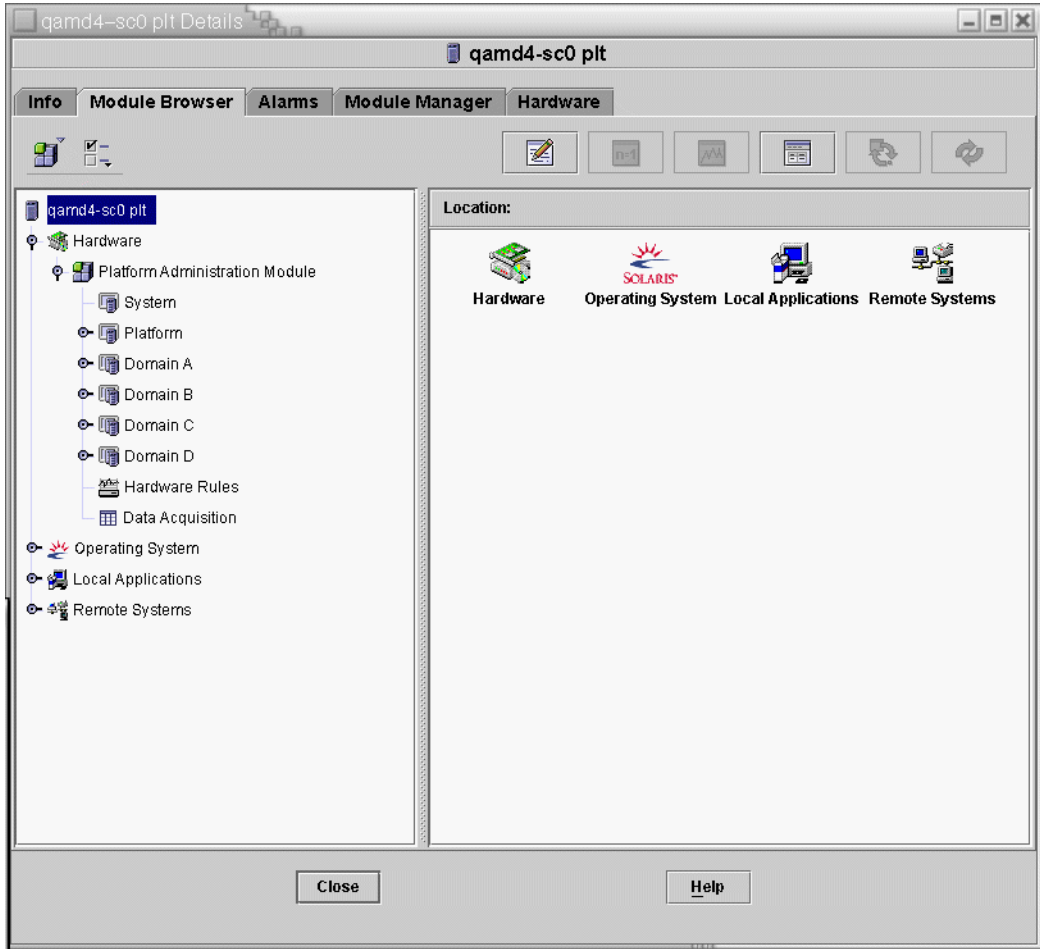 qamd4-sc0 plt Details
qamd4-sc0 plt
Info Module Browser Alarms Module Manager Hardware
n=1
qamd4-sc0 plt
Location:
Hardware
Platform Administration Module
System
Platform
Domain A
Domain B
Domain C
Domain D
Hardware Rules
Data Acquisition
Operating System
Local Applications
Remote Systems
SOLARIS
Hardware Operating System Local Applications Remote Systems
Close Help